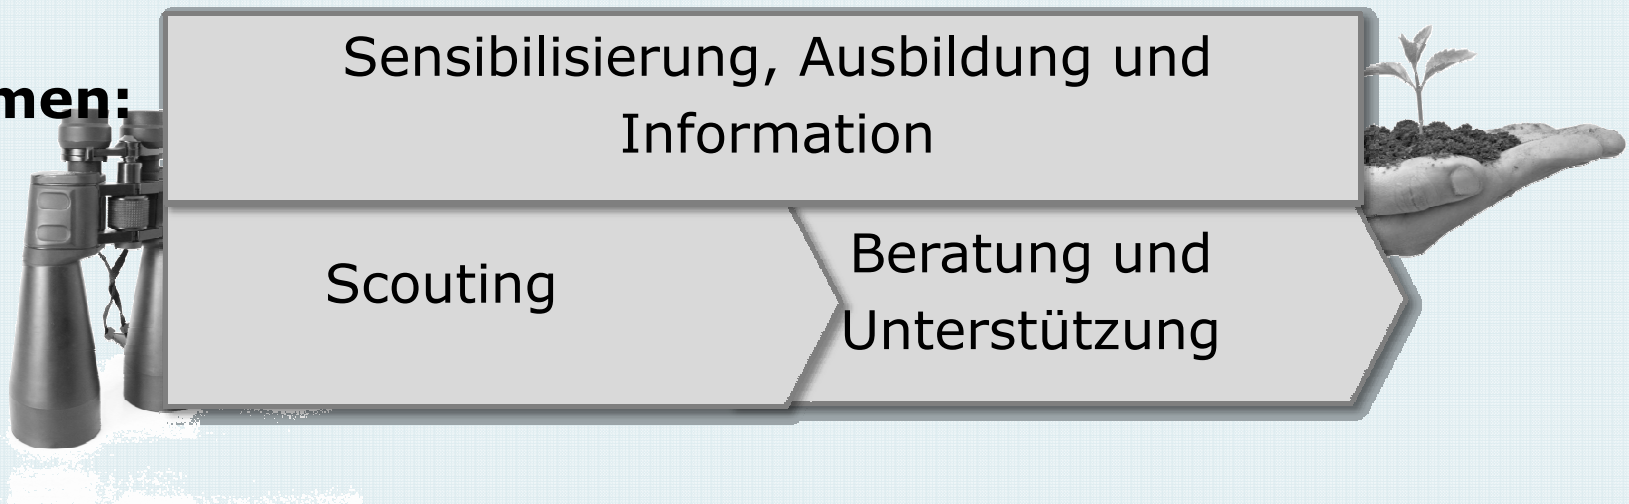 men:
Sensibilisierung, Ausbildung und
Information
Scouting
Beratung und
Unterstützung